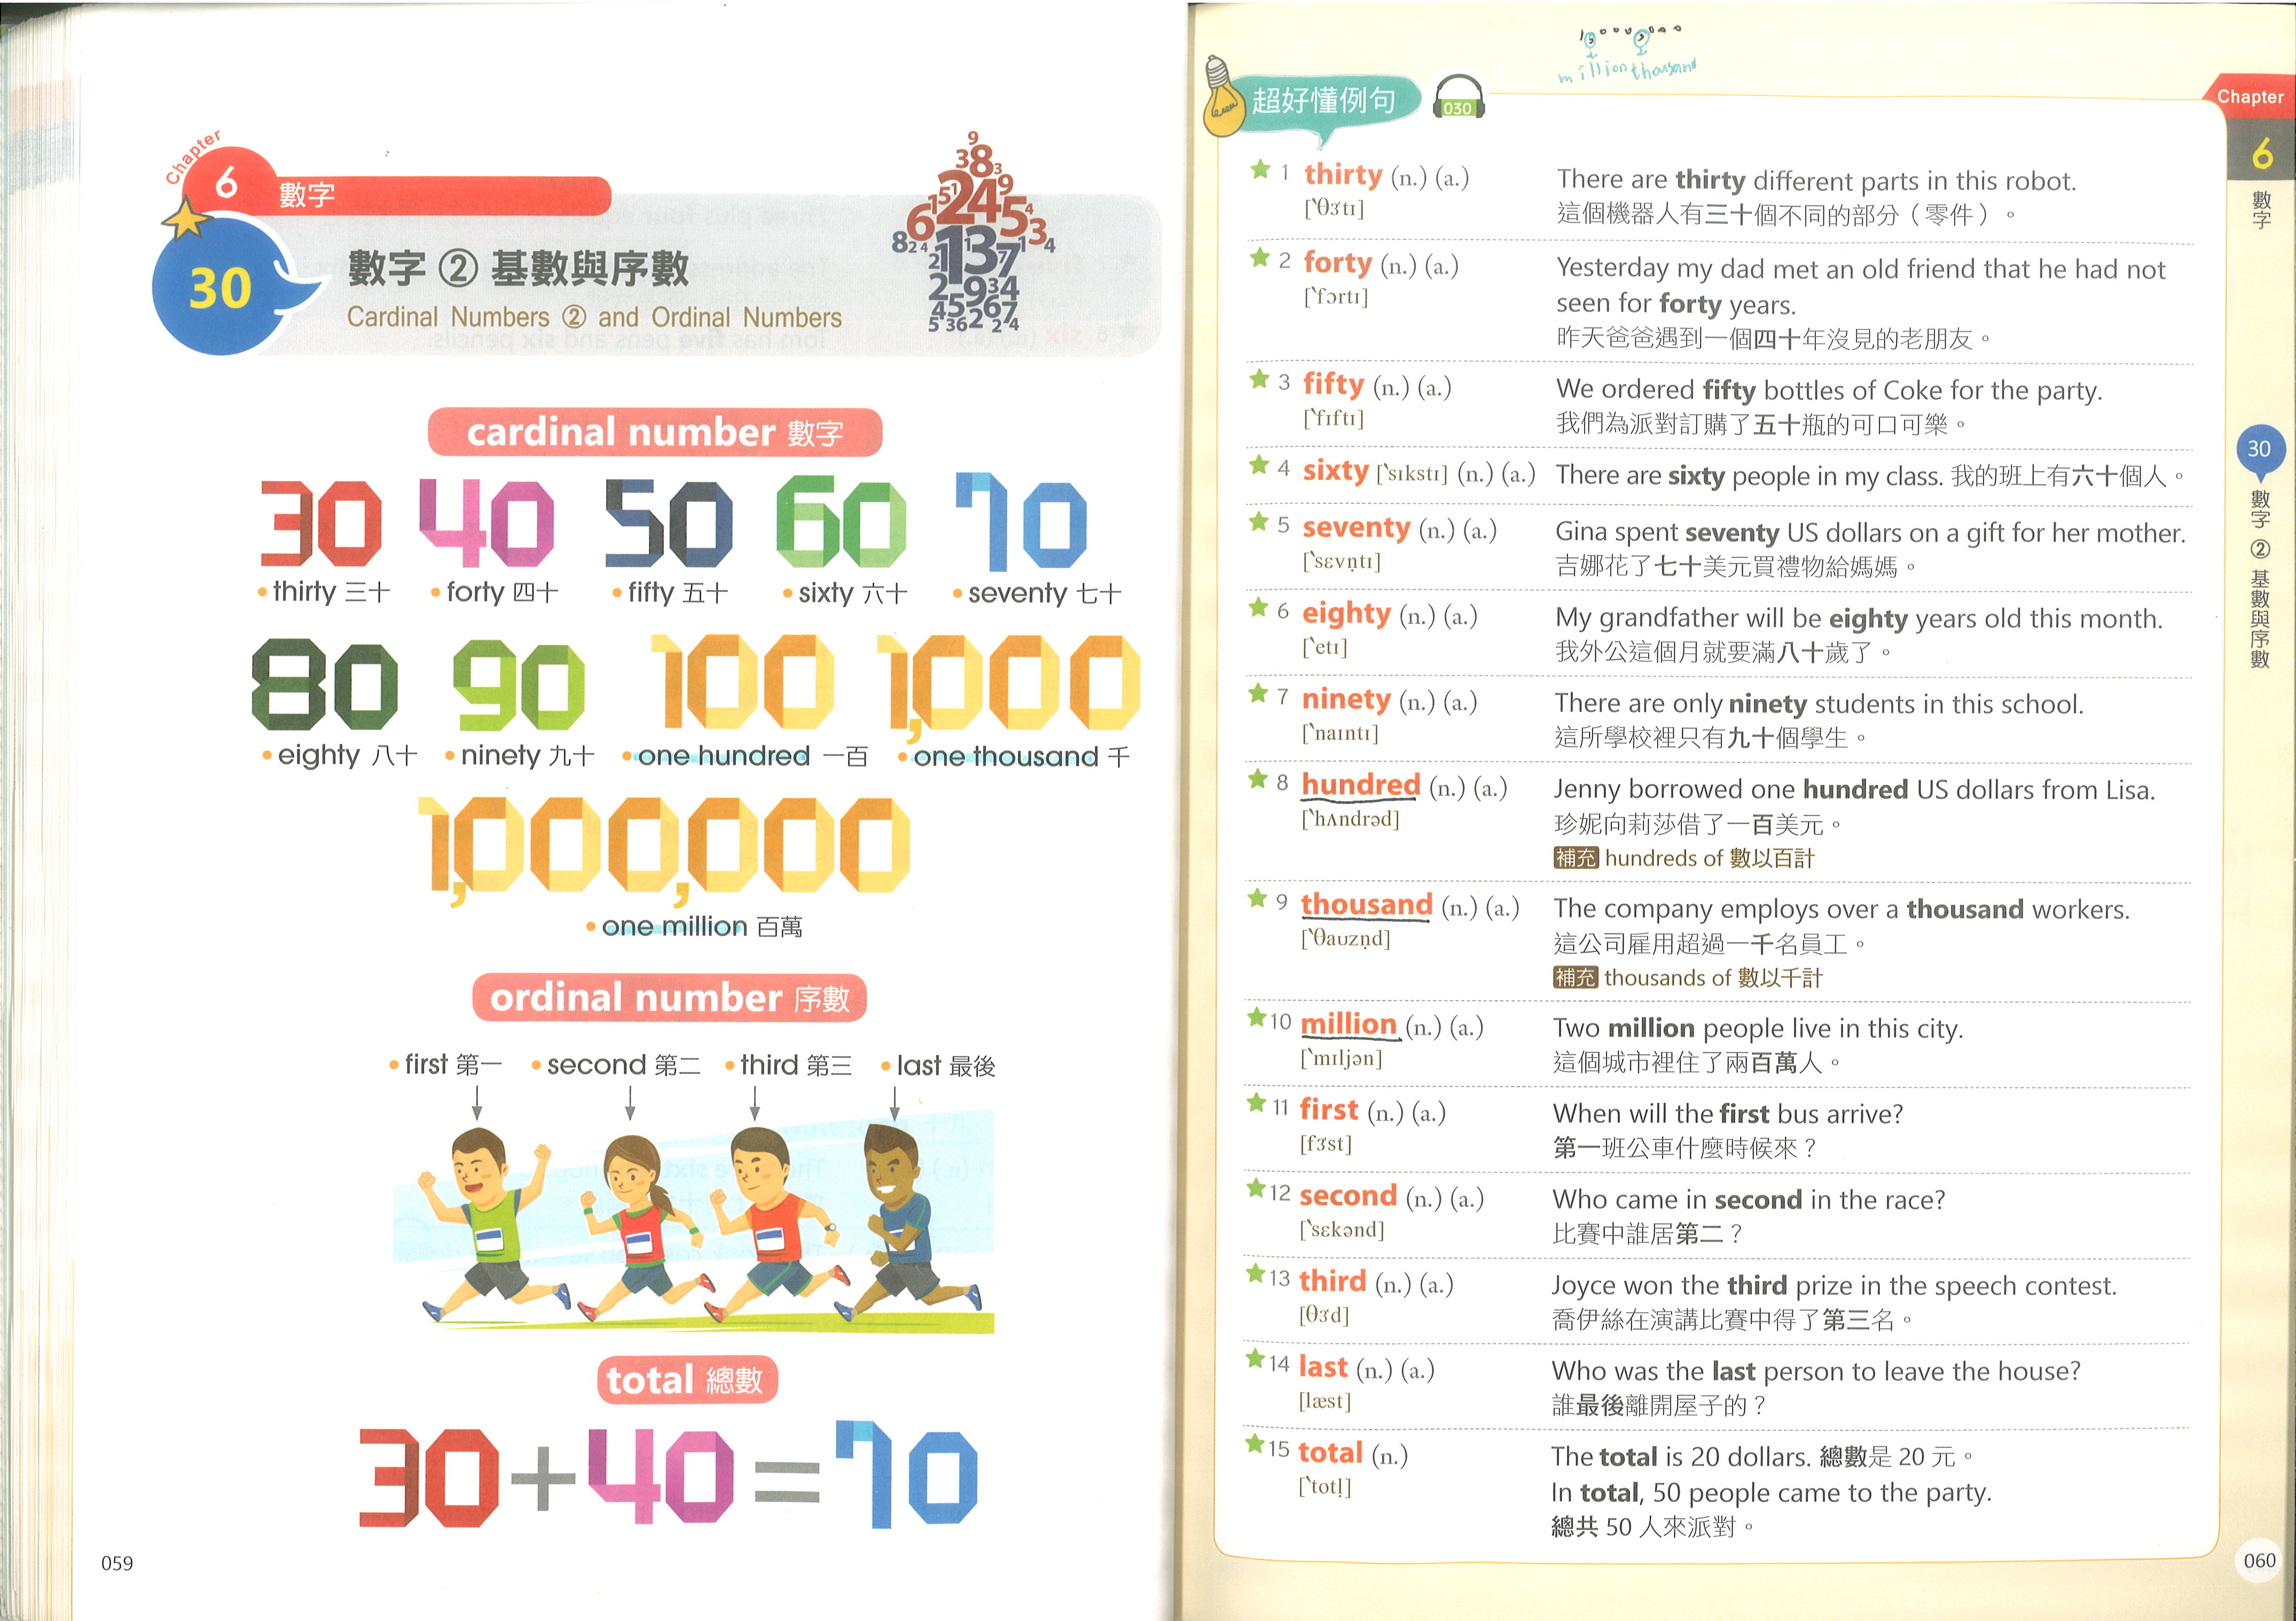 Chapter
6 數字
30
數字 ② 基數與序數
Cardinal Numbers ② and Ordinal Numbers
cardinal number 數字
30 40 50 60 70
• thirty 三十 • forty 四十 • fifty 五十 • sixty 六十 • seventy 七十
80 90 100 1,000
• eighty 八十 • ninety 九十 • one hundred 一百 • one thousand 千
1,000,000
• one million 百萬
ordinal number 序數
• first 第一 • second 第二 • third 第三 • last 最後
total 總數
30+40=70
059
million thousand
超好懂例句
030
★ 1 thirty (n.) (a.) There are thirty different parts in this robot.
[ˋθɝtɪ] 這個機器人有三十個不同的部分（零件）。
★ 2 forty (n.) (a.) Yesterday my dad met an old friend that he had not
[ˋfɔrtɪ] seen for forty years.
昨天爸爸遇到一個四十年沒見的老朋友。
★ 3 fifty (n.) (a.) We ordered fifty bottles of Coke for the party.
[ˋfɪftɪ] 我們為派對訂購了五十瓶的可口可樂。
★ 4 sixty [ˋsɪkstɪ] (n.) (a.) There are sixty people in my class. 我的班上有六十個人。
★ 5 seventy (n.) (a.) Gina spent seventy US dollars on a gift for her mother.
[ˋsɛvṇtɪ] 吉娜花了七十美元買禮物給媽媽。
★ 6 eighty (n.) (a.) My grandfather will be eighty years old this month.
[ˋetɪ] 我外公這個月就要滿八十歲了。
★ 7 ninety (n.) (a.) There are only ninety students in this school.
[ˋnaɪntɪ] 這所學校裡只有九十個學生。
★ 8 hundred (n.) (a.) Jenny borrowed one hundred US dollars from Lisa.
[ˋhʌndrəd] 珍妮向莉莎借了一百美元。
補充 hundreds of 數以百計
★ 9 thousand (n.) (a.) The company employs over a thousand workers.
[ˋθaʊzṇd] 這公司雇用超過一千名員工。
補充 thousands of 數以千計
★10 million (n.) (a.) Two million people live in this city.
[ˋmɪljən] 這個城市裡住了兩百萬人。
★11 first (n.) (a.) When will the first bus arrive?
[fɝst] 第一班公車什麼時候來？
★12 second (n.) (a.) Who came in second in the race?
[ˋsɛkənd] 比賽中誰居第二？
★13 third (n.) (a.) Joyce won the third prize in the speech contest.
[θɝd] 喬伊絲在演講比賽中得了第三名。
★14 last (n.) (a.) Who was the last person to leave the house?
[læst] 誰最後離開屋子的？
★15 total (n.) The total is 20 dollars. 總數是 20 元。
[ˋtotḷ] In total, 50 people came to the party.
總共 50 人來派對。
Chapter
6
數字
30
數字 ② 基數與序數
060